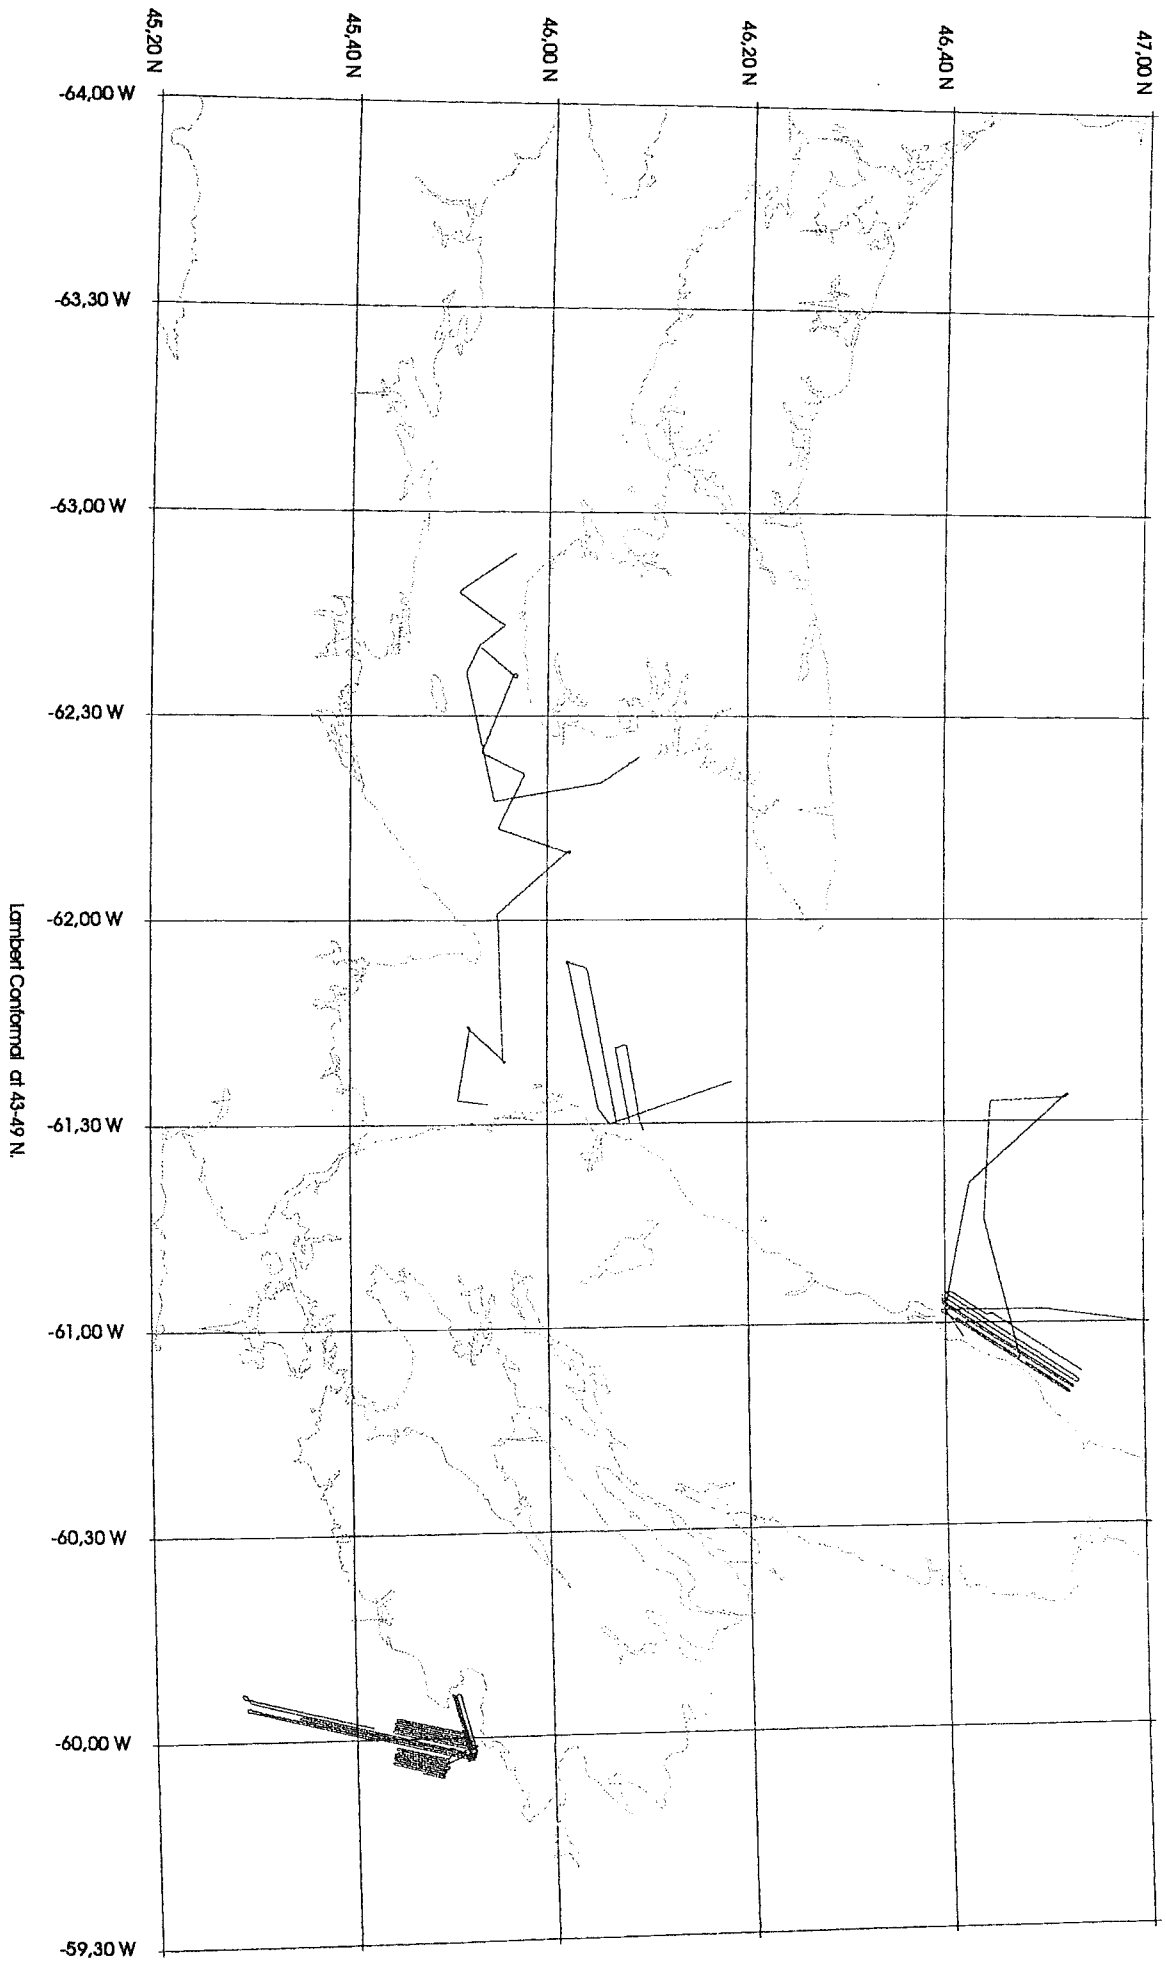 45,20 N
45,40 N
46,00 N
46,20 N
46,40 N
47,00 N
-64,00 W
-63,30 W
-63,00 W
-62,30 W
-62,00 W
-61,30 W
-61,00 W
-60,30 W
-60,00 W
-59,30 W
Lambert Conformal at 43-49 N.